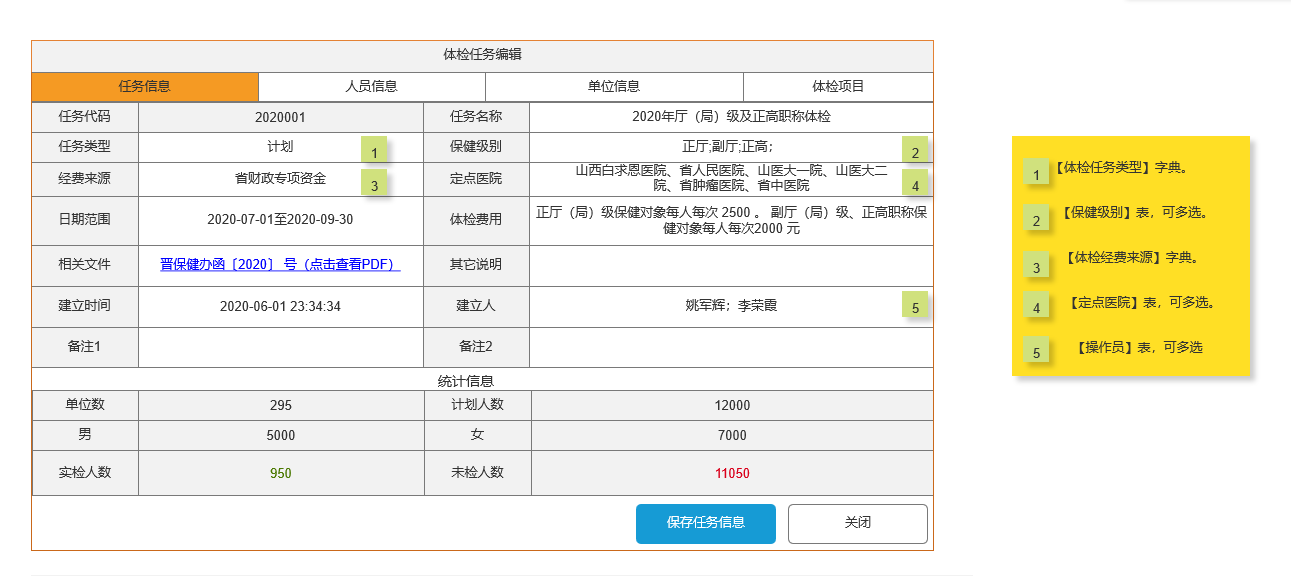 体检任务编辑
任务信息 人员信息 单位信息 体检项目
任务代码 2020001 任务名称 2020年厅（局）级及正高职称体检
任务类型 计划 1 保健级别 正厅;副厅;正高; 2
经费来源 省财政专项资金 3 定点医院 山西白求恩医院、省人民医院、山医大一院、山医大二
院、省肿瘤医院、省中医院 4
日期范围 2020-07-01至2020-09-30 体检费用 正厅（局）级保健对象每人每次 2500 。 副厅（局）级、正高职称保
健对象每人每次2000 元
相关文件 晋保健办函〔2020〕 号（点击查看PDF） 其它说明
建立时间 2020-06-01 23:34:34 建立人 姚军辉；李荣霞 5
备注1 备注2
统计信息
单位数 295 计划人数 12000
男 5000 女 7000
实检人数 950 未检人数 11050
保存任务信息 关闭
1 【体检任务类型】字典。
2 【保健级别】表，可多选。
3 【体检经费来源】字典。
4 【定点医院】表，可多选。
5 【操作员】表，可多选